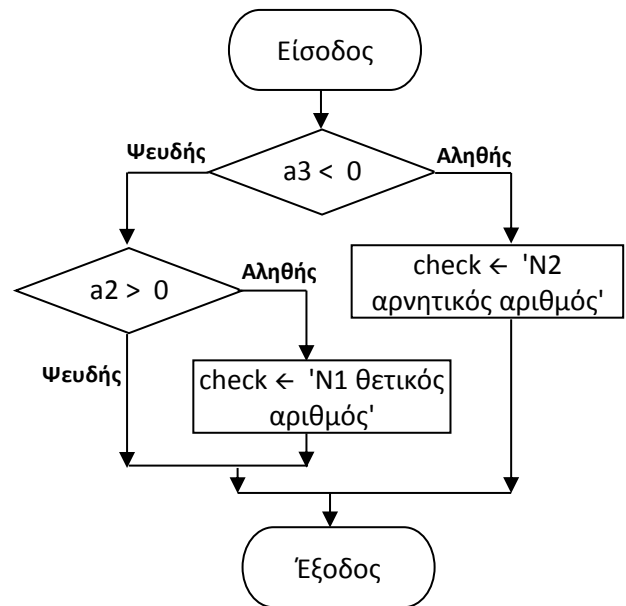 Είσοδος
Ψευδής
Αληθής
a3 < 0
a2 > 0
Αληθής
check ← 'N2
αρνητικός αριθμός'
Ψευδής
check ← 'N1 θετικός
αριθμός'
Έξοδος